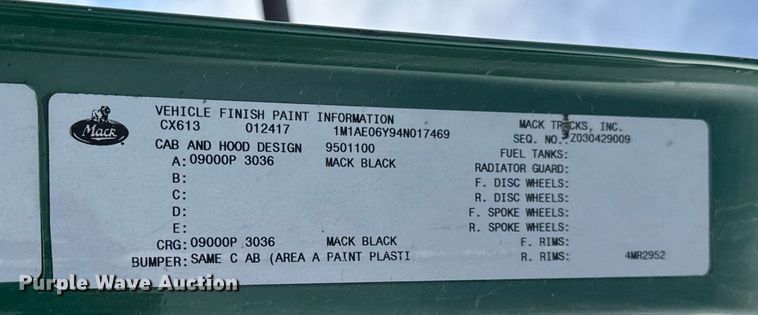 Mack
VEHICLE FINISH PAINT INFORMATION MACK TRUCKS, INC.
CX613 012417 1M1AE06Y94N017469 SEQ. NO.:Z030429009
CAB AND HOOD DESIGN 9501100 FUEL TANKS:
A: 09000P 3036 MACK BLACK RADIATOR GUARD:
B: F. DISC WHEELS:
C: R. DISC WHEELS:
D: F. SPOKE WHEELS:
E: R. SPOKE WHEELS:
CRG: 09000P 3036 MACK BLACK F. RIMS:
BUMPER: SAME C AB (AREA A PAINT PLASTI R. RIMS: 4MR2952
Purple Wave Auction